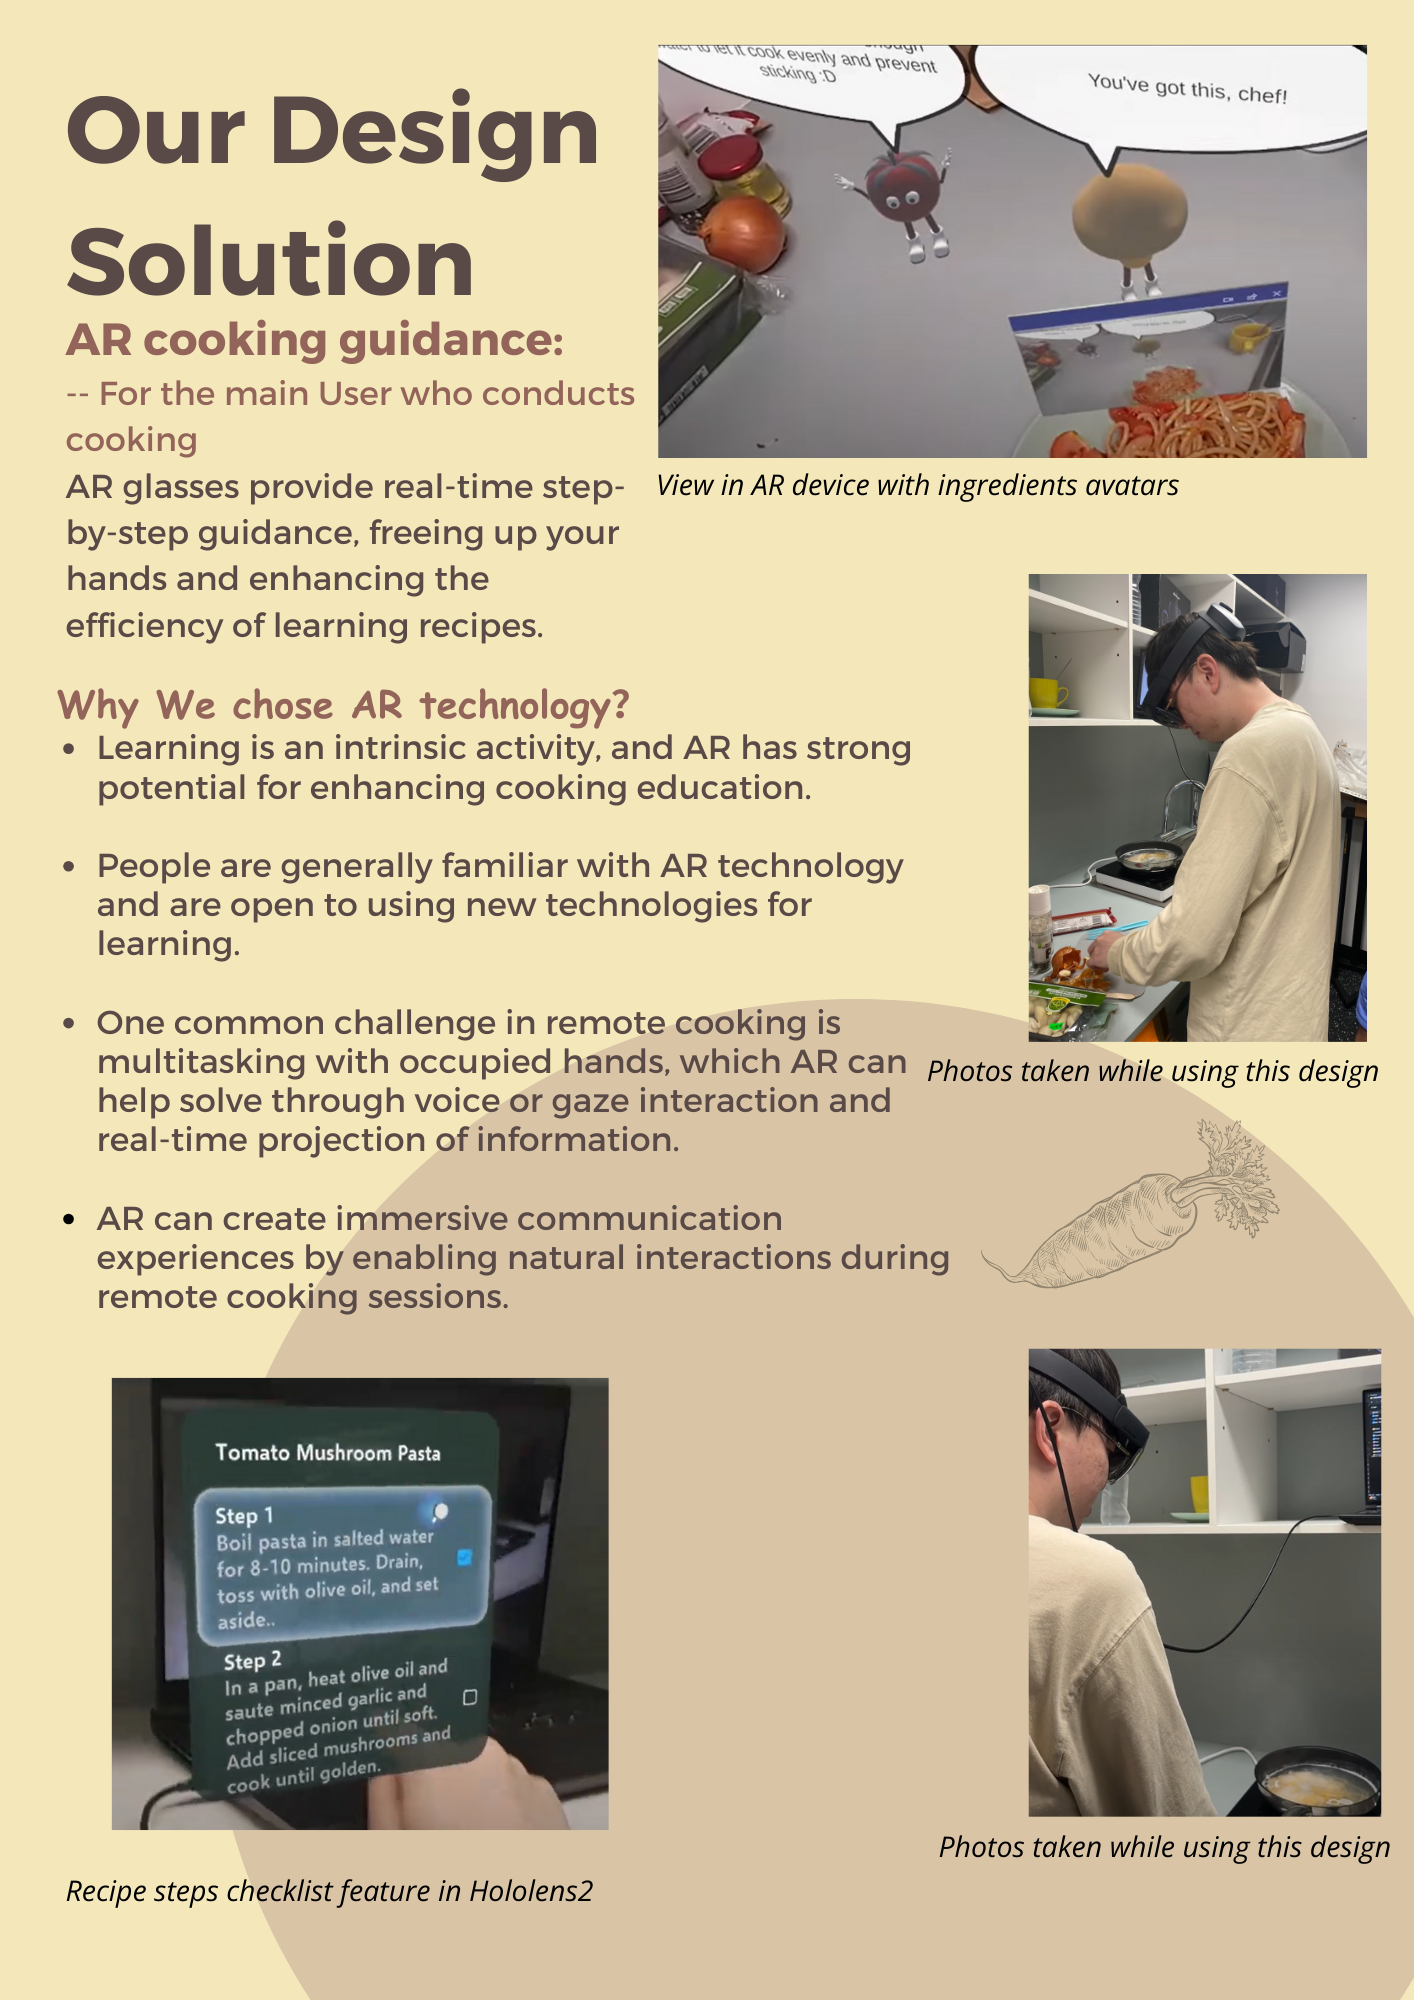 Our Design
Solution
AR cooking guidance:
-- For the main User who conducts
cooking
AR glasses provide real-time step-
by-step guidance, freeing up your
hands and enhancing the
efficiency of learning recipes.
water to let it cook evenly and prevent
sticking :D
You've got this, chef!
View in AR device with ingredients avatars
Why We chose AR technology?
• Learning is an intrinsic activity, and AR has strong
potential for enhancing cooking education.
• People are generally familiar with AR technology
and are open to using new technologies for
learning.
• One common challenge in remote cooking is
multitasking with occupied hands, which AR can
help solve through voice or gaze interaction and
real-time projection of information.
• AR can create immersive communication
experiences by enabling natural interactions during
remote cooking sessions.
Photos taken while using this design
Tomato Mushroom Pasta
Step 1
Boil pasta in salted water
for 8-10 minutes. Drain,
toss with olive oil, and set
aside..
Step 2
In a pan, heat olive oil and
saute minced garlic and
chopped onion until soft.
Add sliced mushrooms and
cook until golden.
Recipe steps checklist feature in Hololens2
Photos taken while using this design